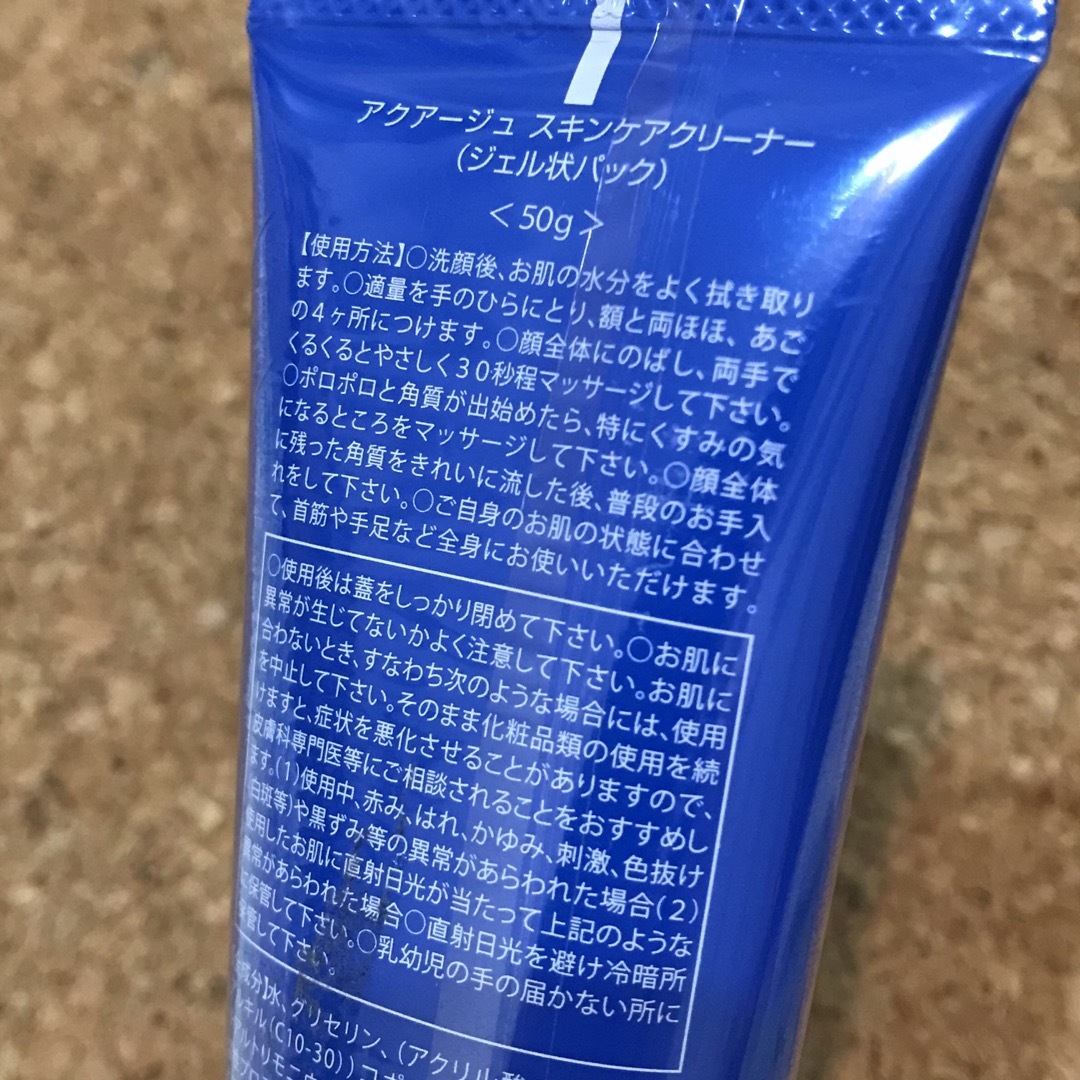 アクアージュ スキンケアクリーナー
(ジェル状パック)
<50g>
【使用方法】○洗顔後、お肌の水分をよく拭き取り
ます。○適量を手のひらにとり、額と両ほほ、あご
の4ヶ所につけます。○顔全体にのばし、両手で
くるくるとやさしく30秒程マッサージして下さい。
○ポロポロと角質が出始めたら、特にくすみの気
になるところをマッサージして下さい。○顔全体
に残った角質をきれいに流した後、普段のお手入
れをして下さい。○ご自身のお肌の状態に合わせ
て、首筋や手足など全身にお使いいただけます。
○使用後は蓋をしっかり閉めて下さい。○お肌に
異常が生じてないかよく注意して下さい。お肌に
合わないとき、すなわち次のような場合には、使用
を中止して下さい。そのまま化粧品類の使用を続
けますと、症状を悪化させることがありますので、
皮膚科専門医等にご相談されることをおすすめし
ます。(1)使用中、赤み、はれ、かゆみ、刺激、色抜け
(白斑等)や黒ずみ等の異常があらわれた場合(2)
使用したお肌に直射日光が当たって上記のような
異常があらわれた場合○直射日光を避け冷暗所
に保管して下さい。○乳幼児の手の届かない所に
保管して下さい。
成分】水、グリセリン、(アクリル酸
ルキル(C10-30))コポ
ルトリモニウ